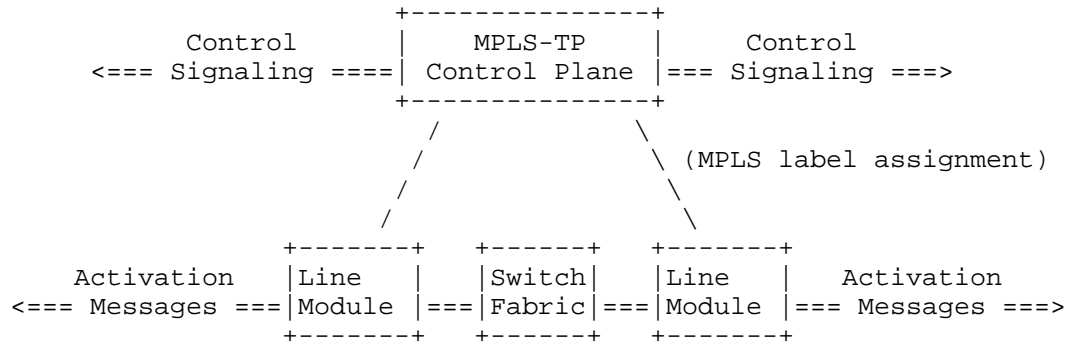 +---------------+
            Control       |    MPLS-TP    |    Control
      <=== Signaling ====| Control Plane |=== Signaling ===>
                          +---------------+
                           /             \
                          /               \ (MPLS label assignment)
                         /                 \
                        /                   \
                  +-------+   +------+   +-------+
    Activation    |Line   |   |Switch|   |Line   |   Activation
<=== Messages ===|Module |===|Fabric|===|Module |=== Messages ===>
                  +-------+   +------+   +-------+